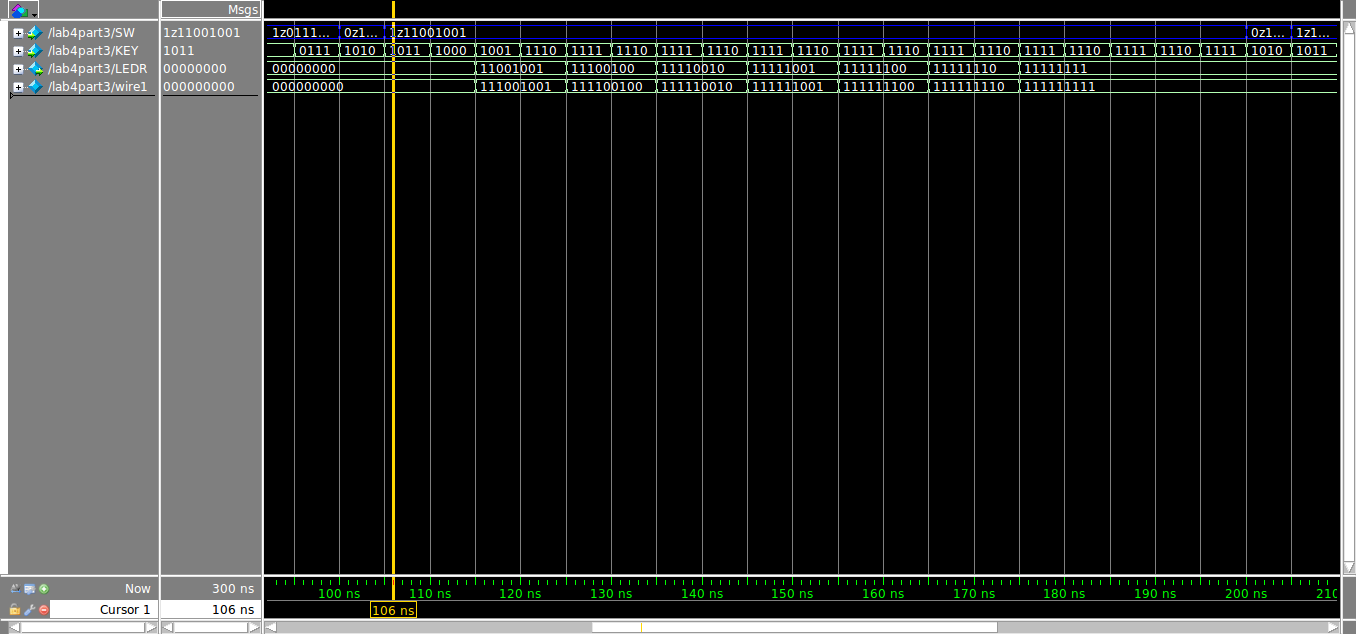 Msgs
/lab4part3/SW 1z11001001 1z0111... 0z1... 1z11001001 0z1... 1z1...
/lab4part3/KEY 1011 0111 1010 1011 1000 1001 1110 1111 1110 1111 1110 1111 1110 1111 1110 1111 1110 1111 1110 1111 1110 1111 1010 1011
/lab4part3/LEDR 00000000 00000000 11001001 11100100 11110010 11111001 11111100 11111110 11111111
/lab4part3/wire1 000000000 000000000 111001001 111100100 111110010 111111001 111111100 111111110 111111111
Now 300 ns 100 ns 110 ns 120 ns 130 ns 140 ns 150 ns 160 ns 170 ns 180 ns 190 ns 200 ns 210
Cursor 1 106 ns 106 ns